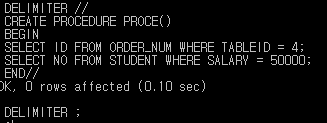 DELIMITER //
CREATE PROCEDURE PROCE()
BEGIN
SELECT ID FROM ORDER_NUM WHERE TABLEID = 4;
SELECT NO FROM STUDENT WHERE SALARY = 50000;
END//
OK, 0 rows affected (0.10 sec)
DELIMITER ;